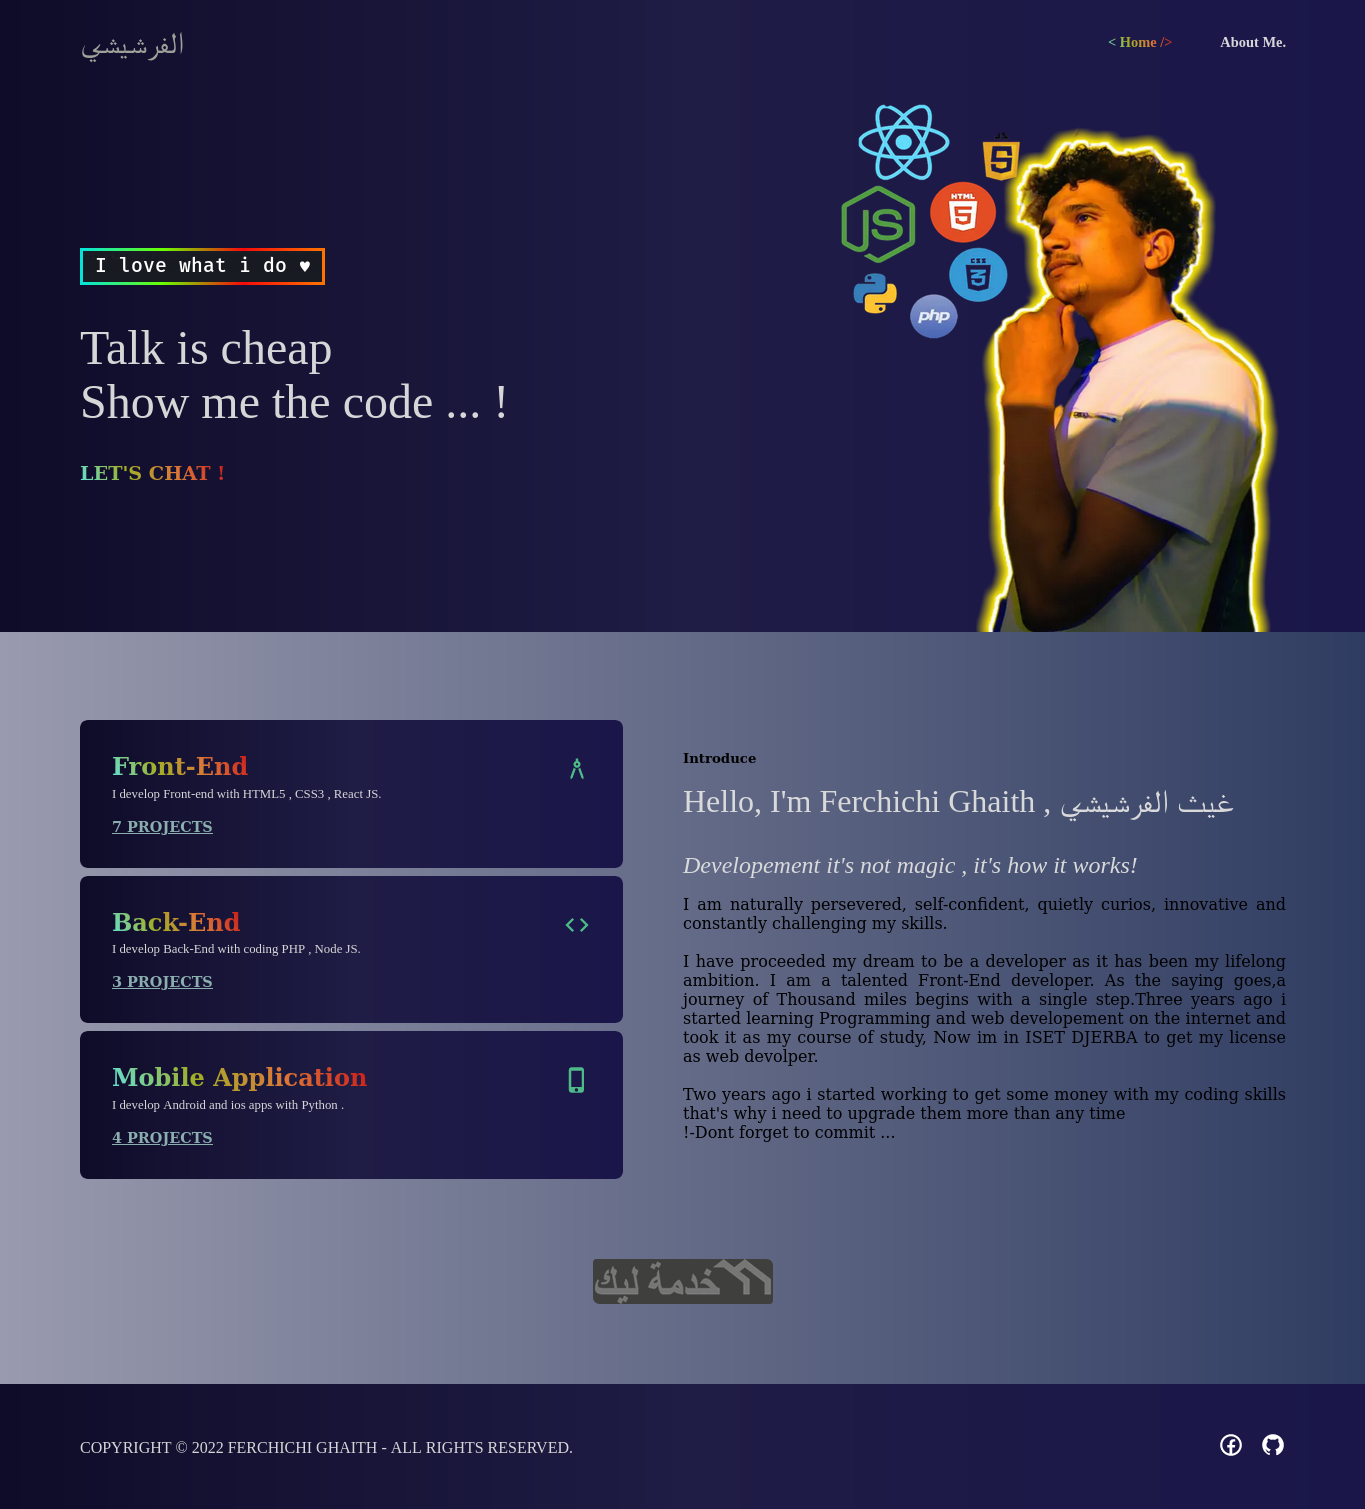 الفرشيشي
< Home />
About Me.
JS
HTML
5
JS
CSS
3
php
I love what i do ♥
Talk is cheap
Show me the code ... !
LET'S CHAT !
Front-End
I develop Front-end with HTML5 , CSS3 , React JS.
7 PROJECTS
Back-End
I develop Back-End with coding PHP , Node JS.
3 PROJECTS
Mobile Application
I develop Android and ios apps with Python .
4 PROJECTS
Introduce
Hello, I'm Ferchichi Ghaith , غيث الفرشيشي
Developement it's not magic , it's how it works!
I am naturally persevered, self-confident, quietly curios, innovative and
constantly challenging my skills.
I have proceeded my dream to be a developer as it has been my lifelong
ambition. I am a talented Front-End developer. As the saying goes,a
journey of Thousand miles begins with a single step.Three years ago i
started learning Programming and web developement on the internet and
took it as my course of study, Now im in ISET DJERBA to get my license
as web devolper.
Two years ago i started working to get some money with my coding skills
that's why i need to upgrade them more than any time
!-Dont forget to commit ...
خدمة ليك
COPYRIGHT © 2022 FERCHICHI GHAITH - ALL RIGHTS RESERVED.